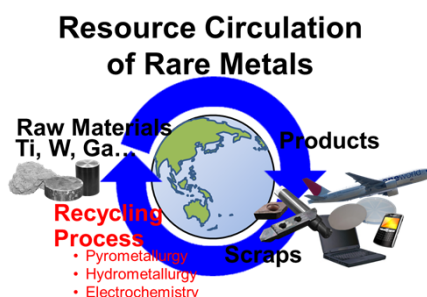 Resource Circulation
of Rare Metals
Raw Materials
Ti, W, Ga...
Products
Recycling
Process
• Pyrometallurgy
• Hydrometallurgy
• Electrochemistry
Scraps